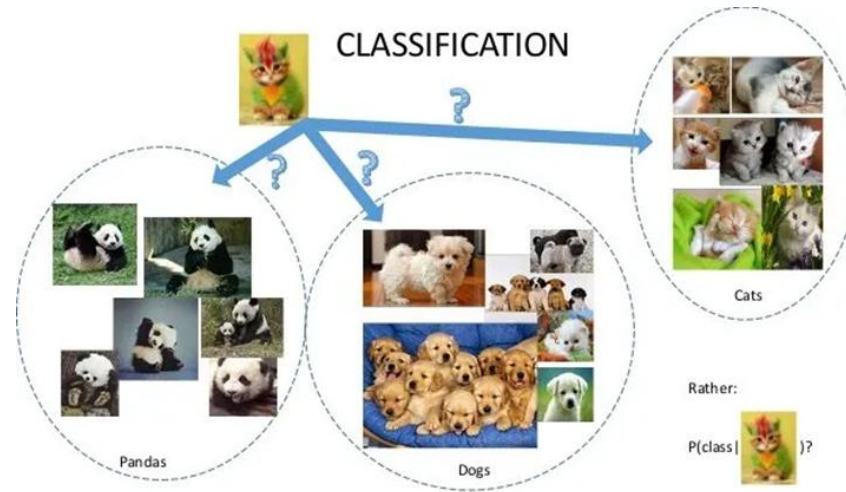 CLASSIFICATION
?
?
?
Cats
Pandas
Dogs
Rather:
P(class| )?